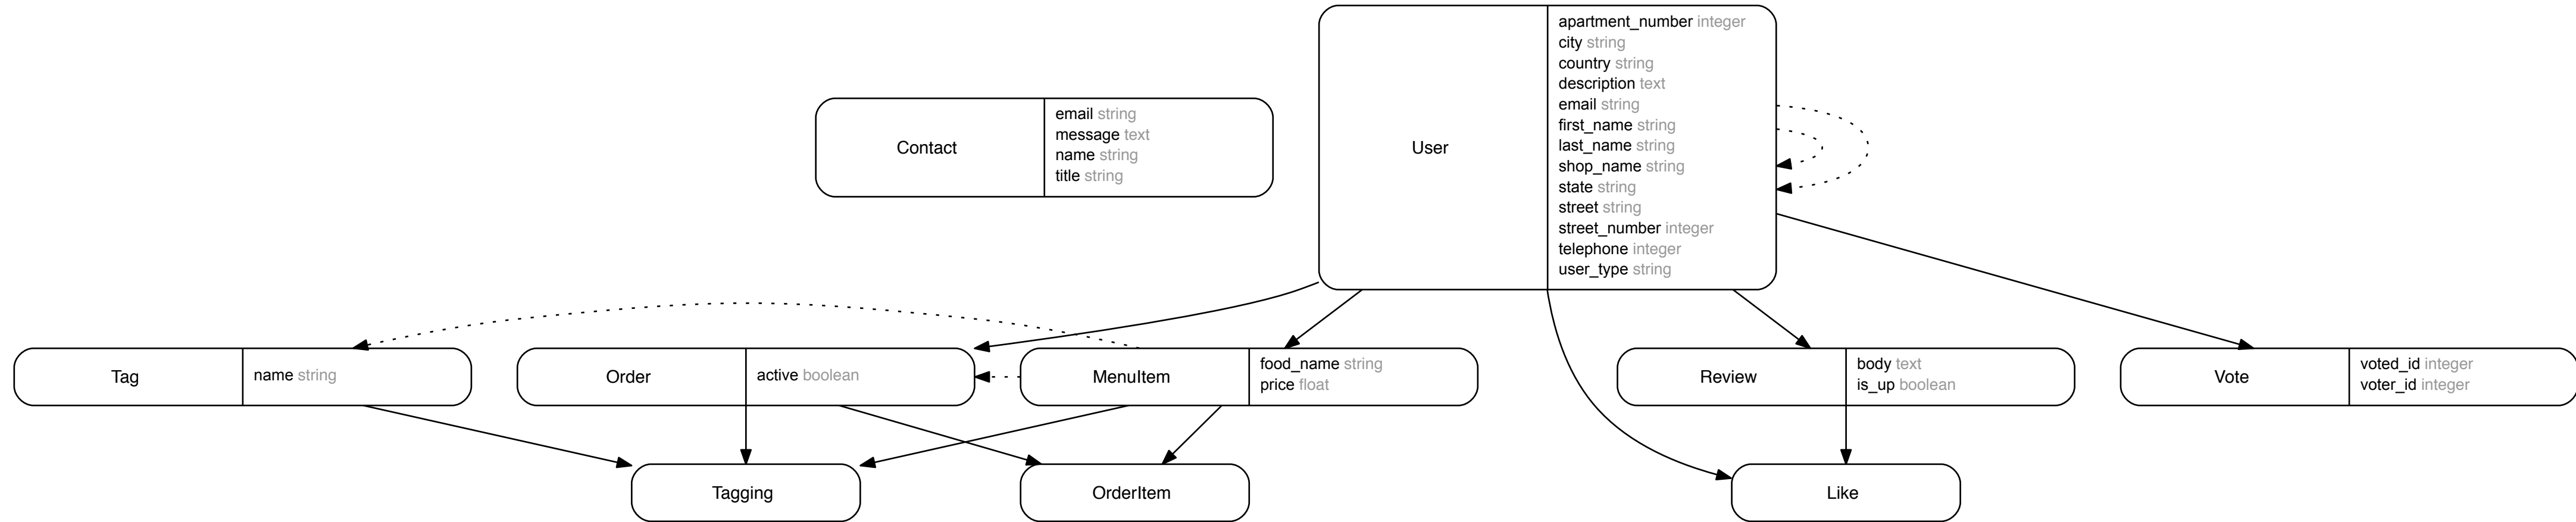 Contact
email string
message text
name string
title string
User
apartment_number integer
city string
country string
description text
email string
first_name string
last_name string
shop_name string
state string
street string
street_number integer
telephone integer
user_type string
Tag
name string
Order
active boolean
MenuItem
food_name string
price float
Review
body text
is_up boolean
Vote
voted_id integer
voter_id integer
Tagging
OrderItem
Like